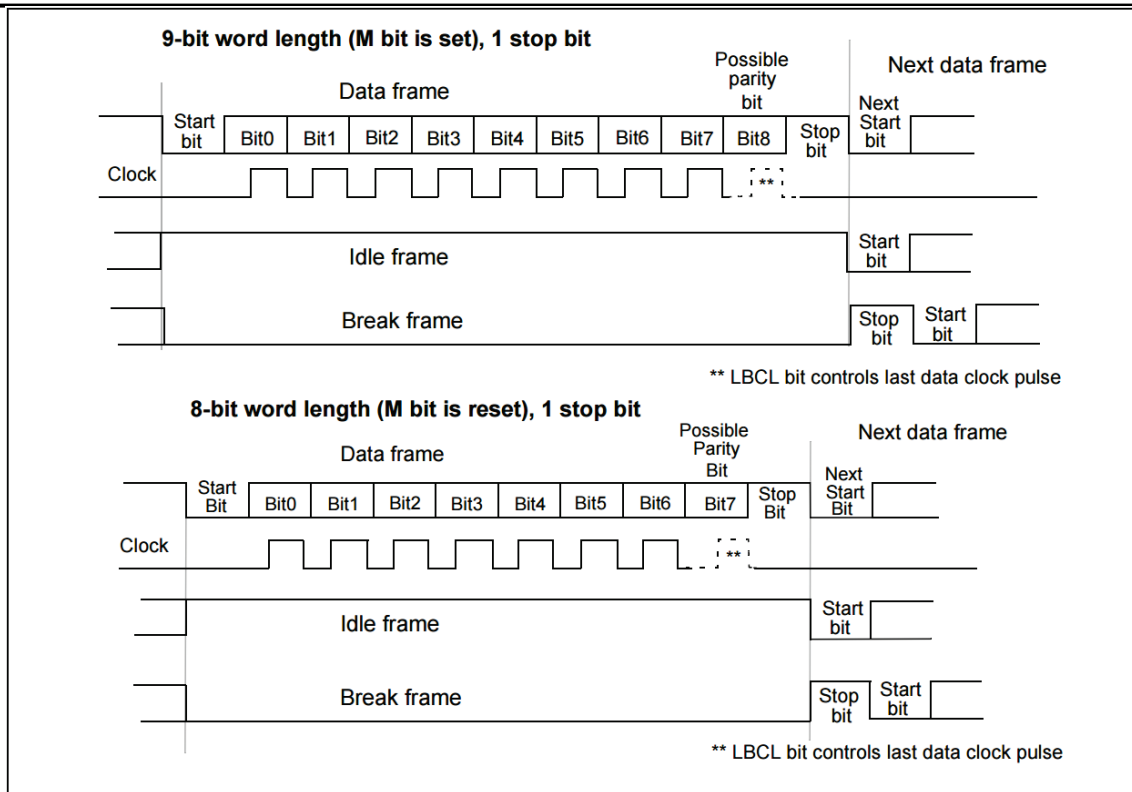 9-bit word length (M bit is set), 1 stop bit
Possible
parity
bit
Next data frame
Data frame
Start
bit
Bit0
Bit1
Bit2
Bit3
Bit4
Bit5
Bit6
Bit7
Bit8
Stop
bit
Next
Start
bit
Clock
**
Idle frame
Start
bit
Break frame
Stop
bit
Start
bit
** LBCL bit controls last data clock pulse
8-bit word length (M bit is reset), 1 stop bit
Possible
Parity
Bit
Next data frame
Data frame
Start
Bit
Bit0
Bit1
Bit2
Bit3
Bit4
Bit5
Bit6
Bit7
Stop
Bit
Next
Start
Bit
Clock
**
Idle frame
Start
bit
Break frame
Stop
bit
Start
bit
** LBCL bit controls last data clock pulse